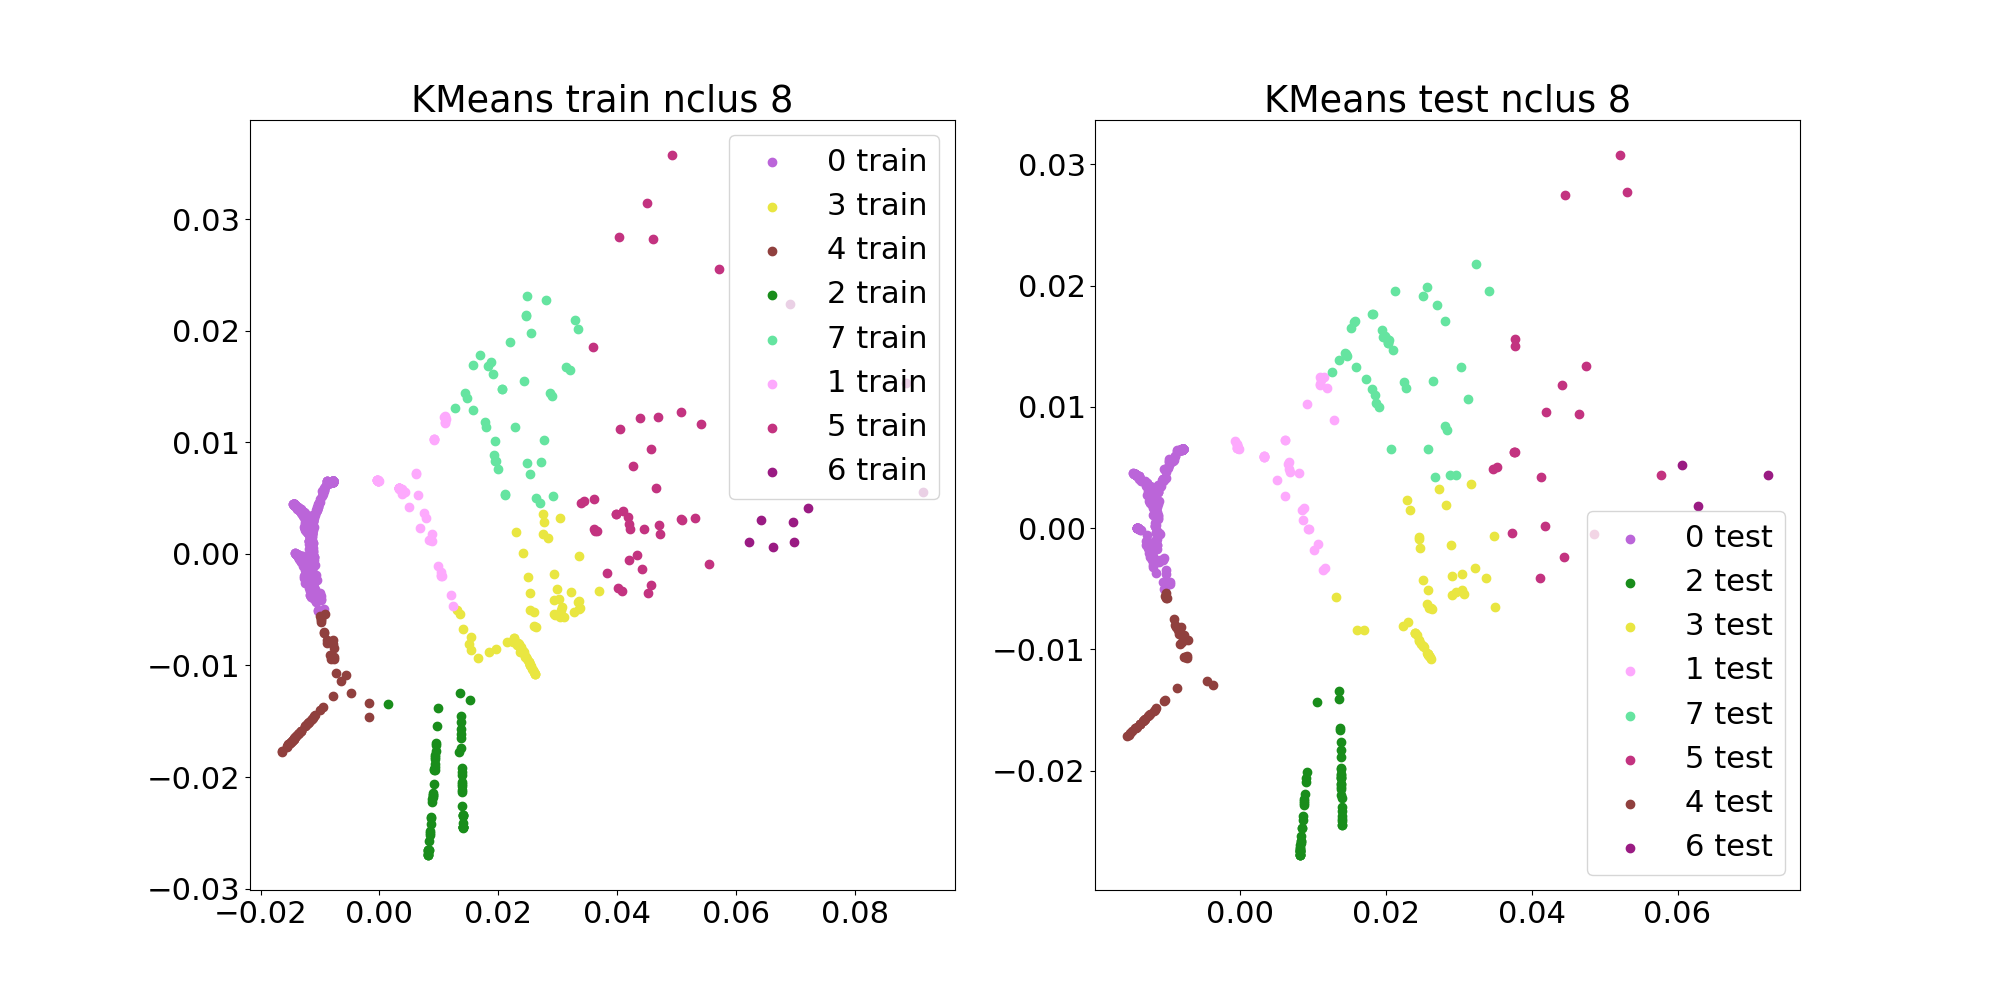 KMeans train nclus 8
0.03
0.02
0.01
0.00
−0.01
−0.02
−0.03
−0.02
0.00
0.02
0.04
0.06
0.08
0 train
3 train
4 train
2 train
7 train
1 train
5 train
6 train
KMeans test nclus 8
0.03
0.02
0.01
0.00
−0.01
−0.02
0.00
0.02
0.04
0.06
0 test
2 test
3 test
1 test
7 test
5 test
4 test
6 test